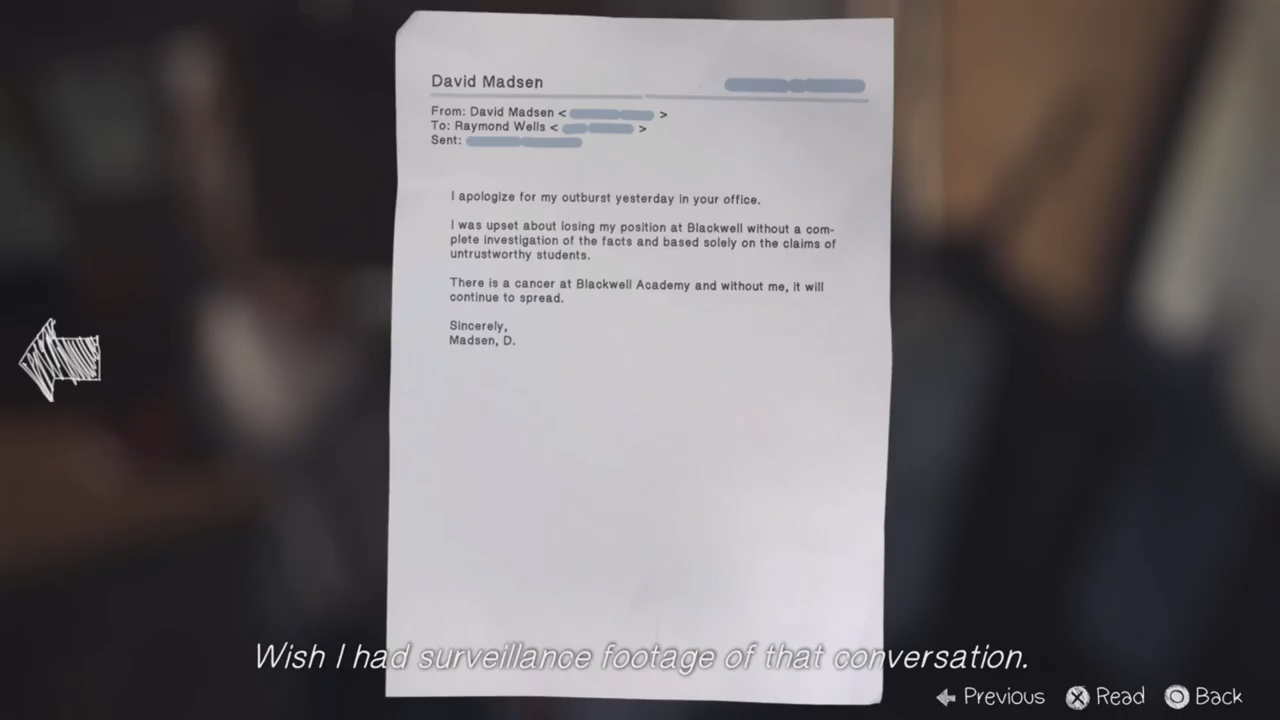 David Madsen
From: David Madsen < >
To: Raymond Wells < >
Sent:
I apologize for my outburst yesterday in your office.
I was upset about losing my position at Blackwell without a com-
plete investigation of the facts and based solely on the claims of
untrustworthy students.
There is a cancer at Blackwell Academy and without me, it will
continue to spread.
Sincerely,
Madsen, D.
Wish I had surveillance footage of that conversation.
Previous Read Back